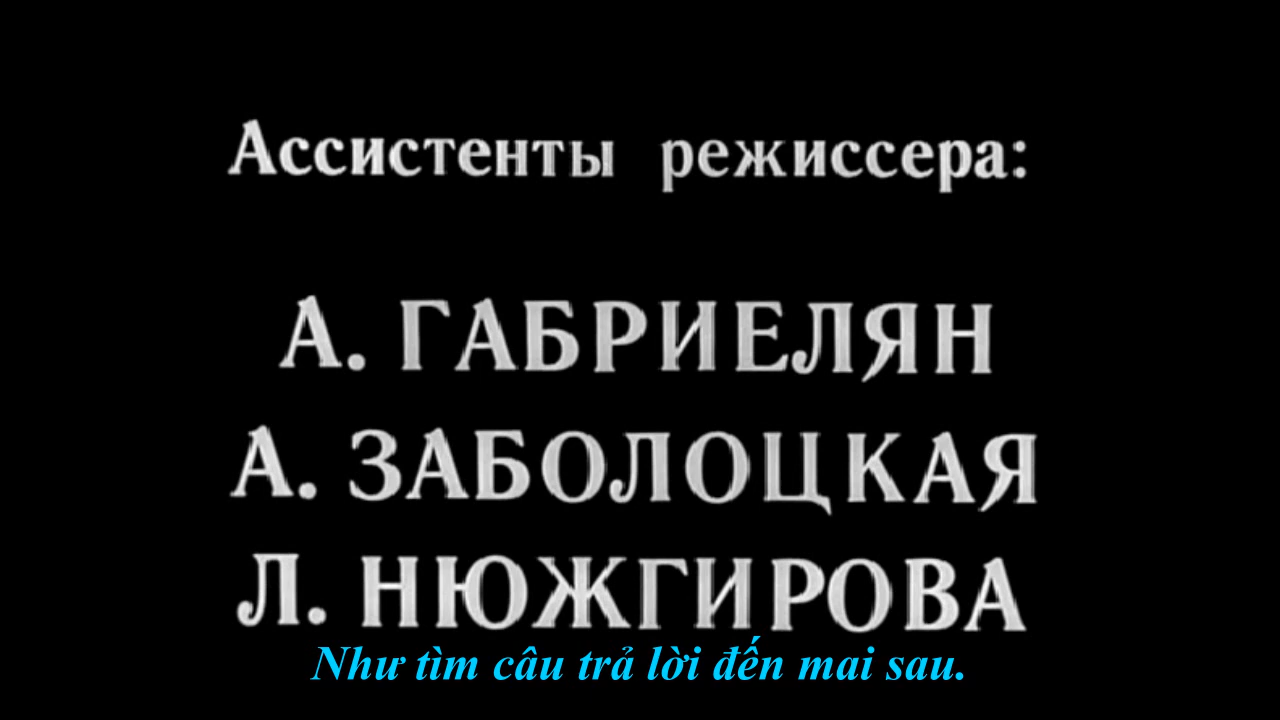 Ассистенты режиссера:
А. ГАБРИЕЛЯН
А. ЗАБОЛОЦКАЯ
Л. НЮЖГИРОВА
Như tìm câu trả lời đến mai sau.